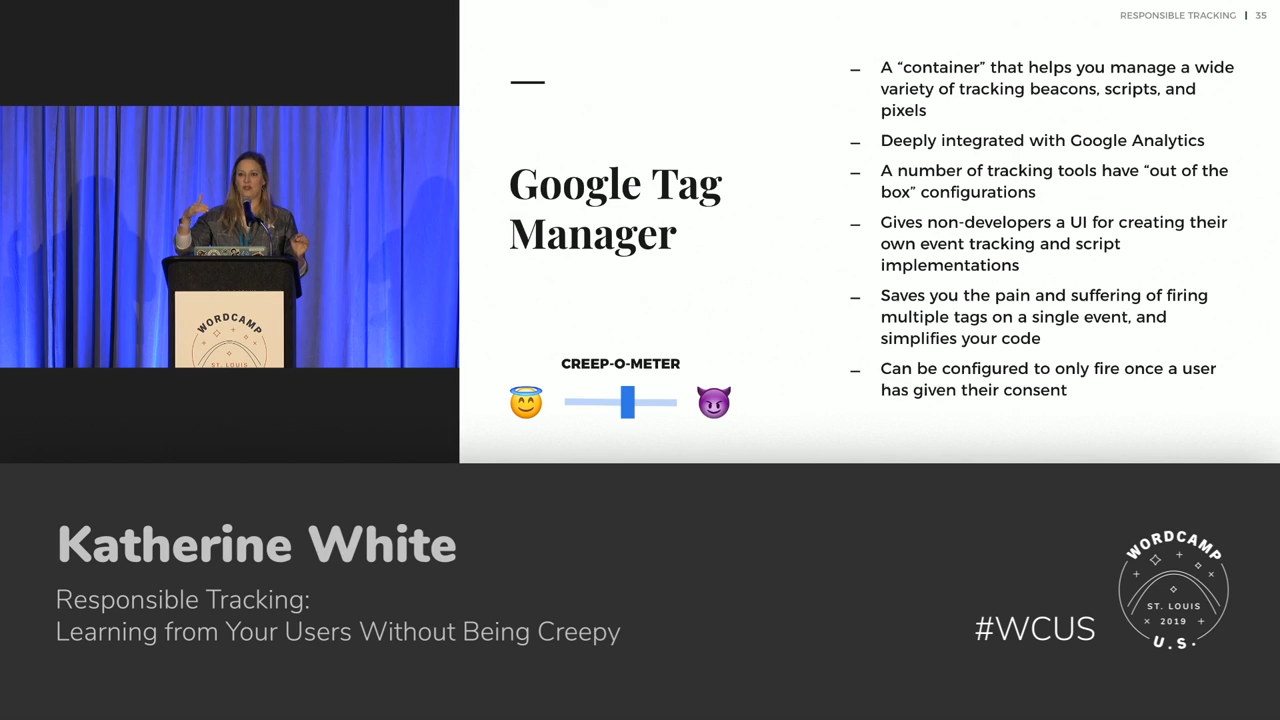 RESPONSIBLE TRACKING | 35
Google Tag
Manager
CREEP-O-METER
– A “container” that helps you manage a wide
variety of tracking beacons, scripts, and
pixels
– Deeply integrated with Google Analytics
– A number of tracking tools have “out of the
box” configurations
– Gives non-developers a UI for creating their
own event tracking and script
implementations
– Saves you the pain and suffering of firing
multiple tags on a single event, and
simplifies your code
– Can be configured to only fire once a user
has given their consent
WORDCAMP
ST. LOUIS
Katherine White
Responsible Tracking:
Learning from Your Users Without Being Creepy
#WCUS
WORDCAMP
ST. LOUIS
2019
U.S.